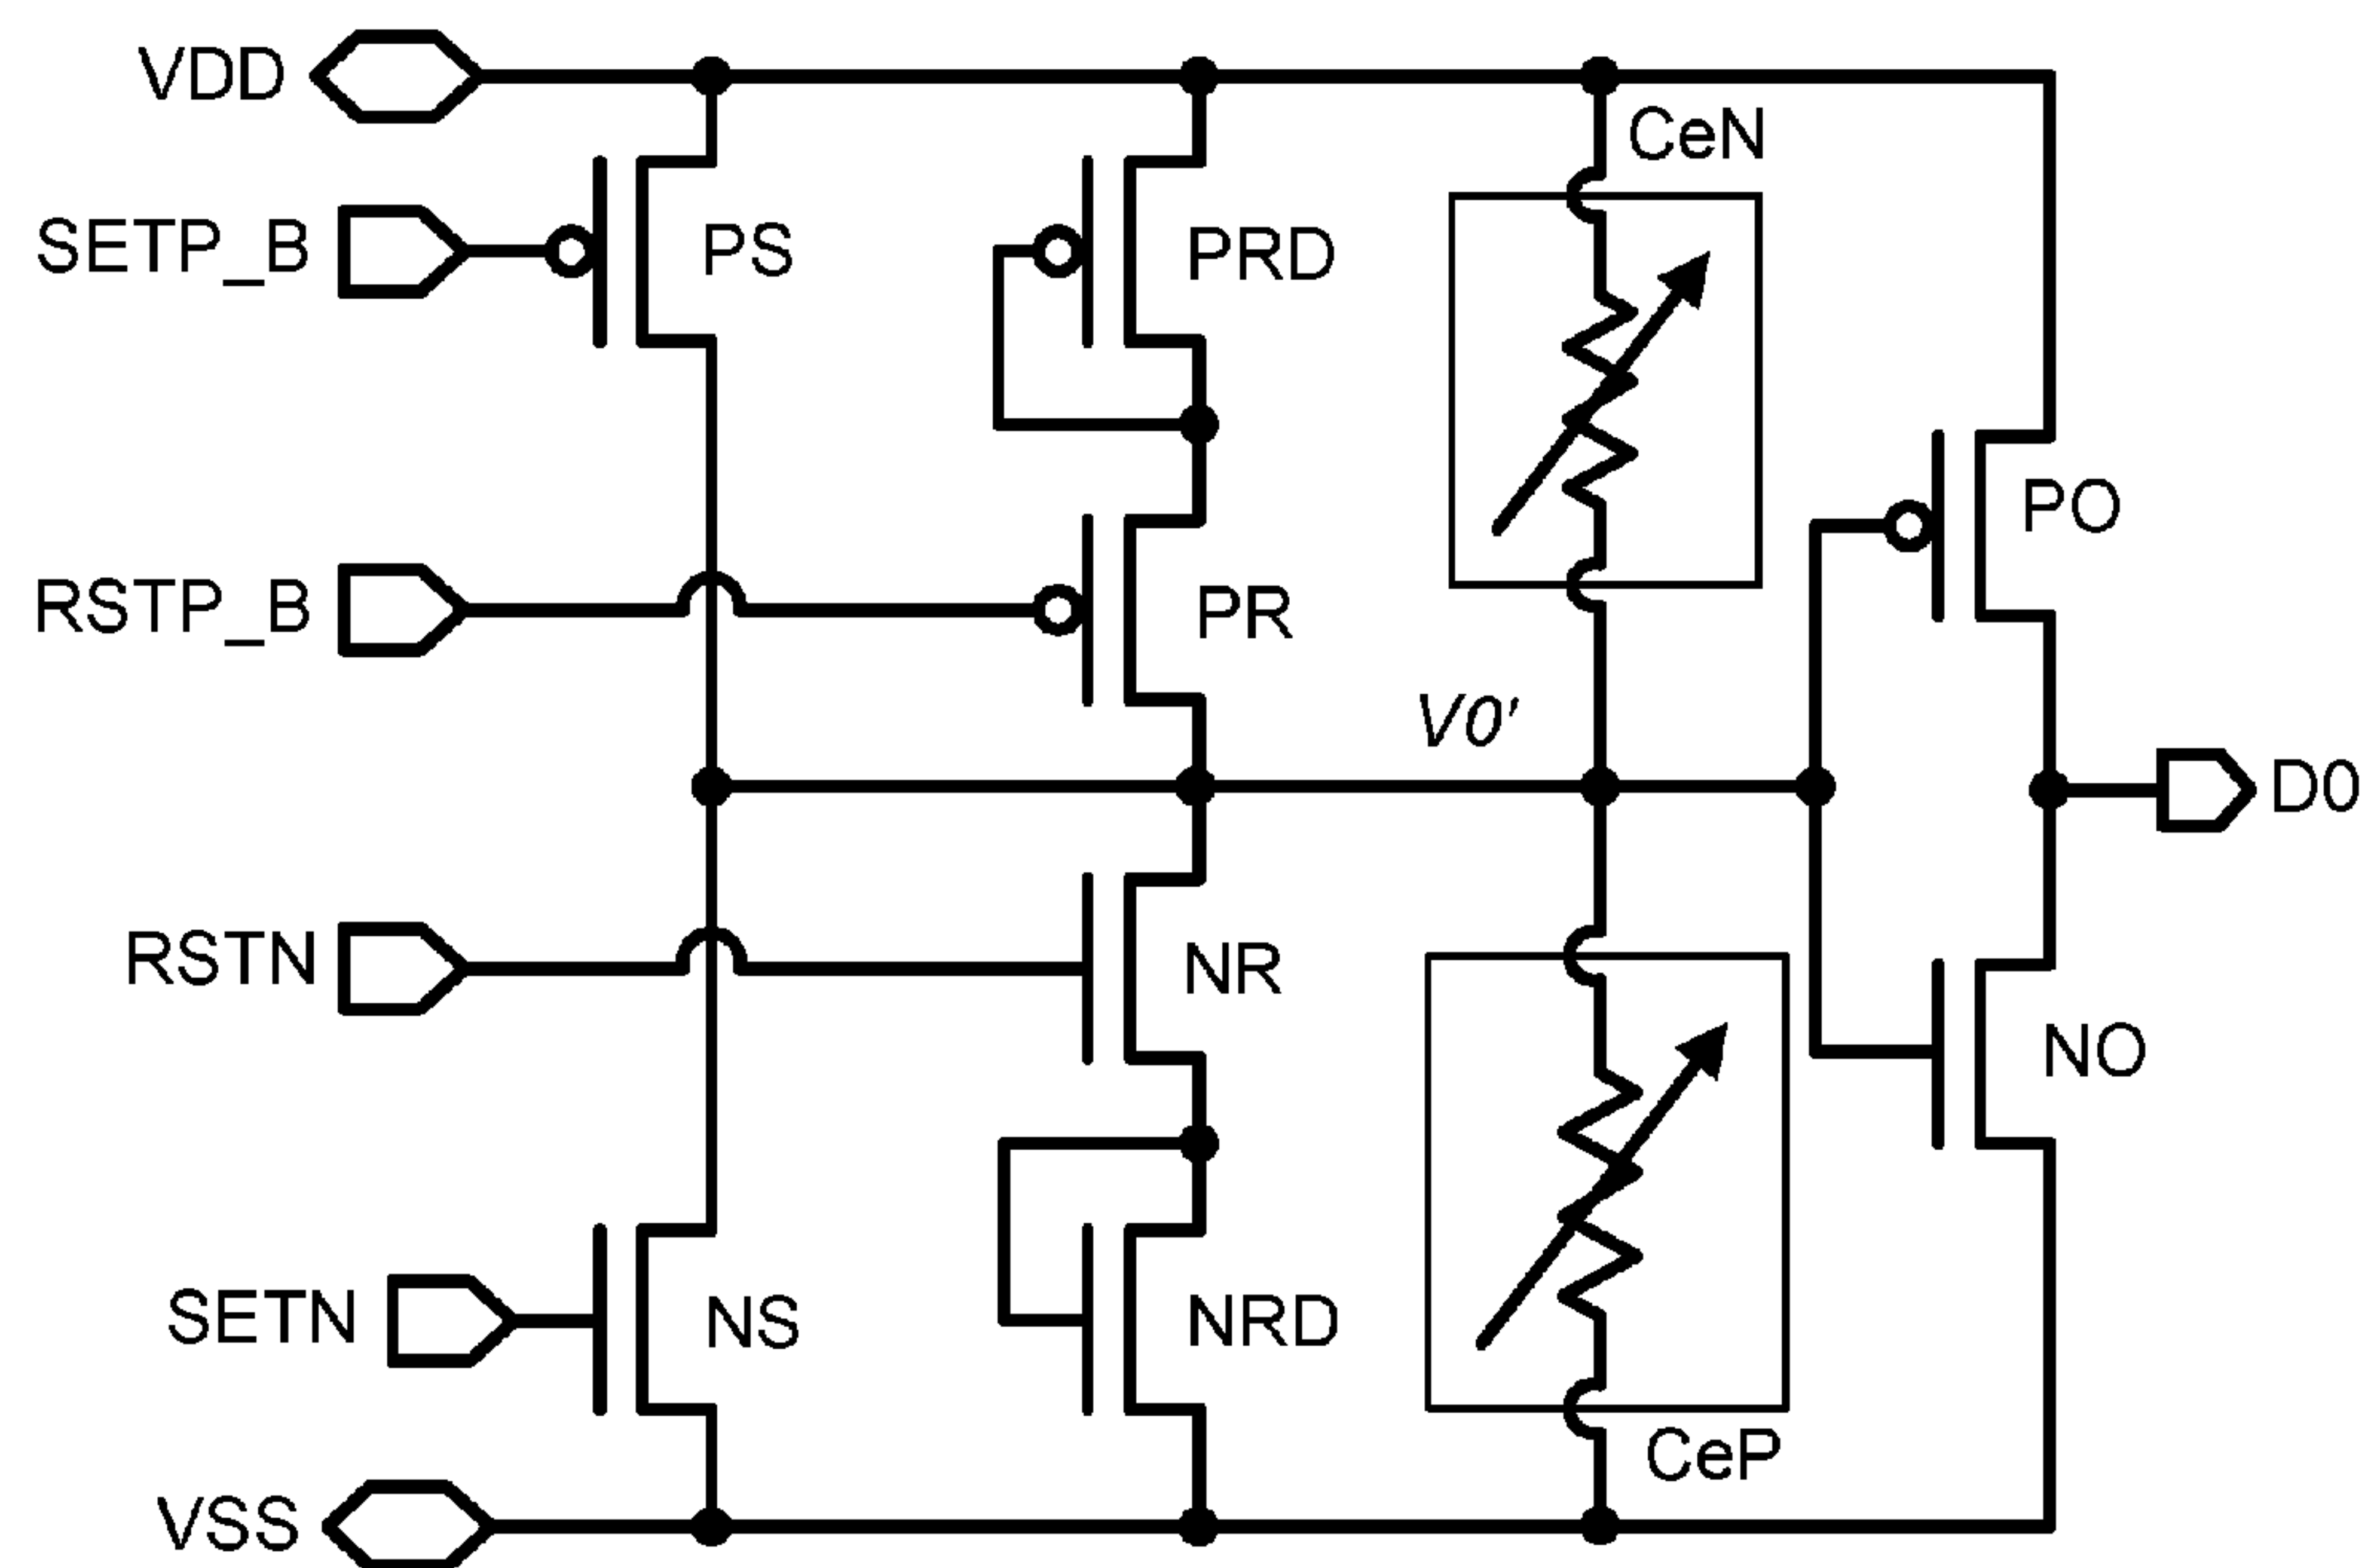 VDD
CeN
SETP_B
PS
PRD
PO
RSTP_B
PR
V0'
D0
RSTN
NR
NO
SETN
NS
NRD
CeP
VSS